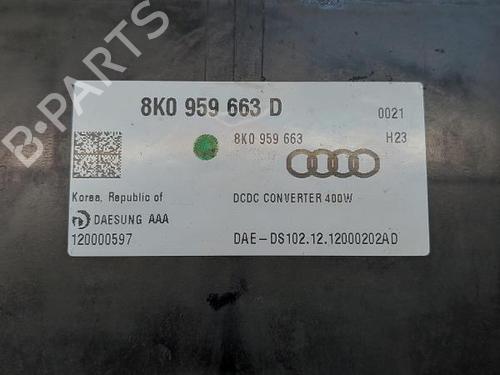 B-PARTS
8K0 959 663 D
0021
8K0 959 663
H23
Korea, Republic of
DCDC CONVERTER 400W
DAESUNG AAA
120000597
DAE-DS102.12.12000202AD